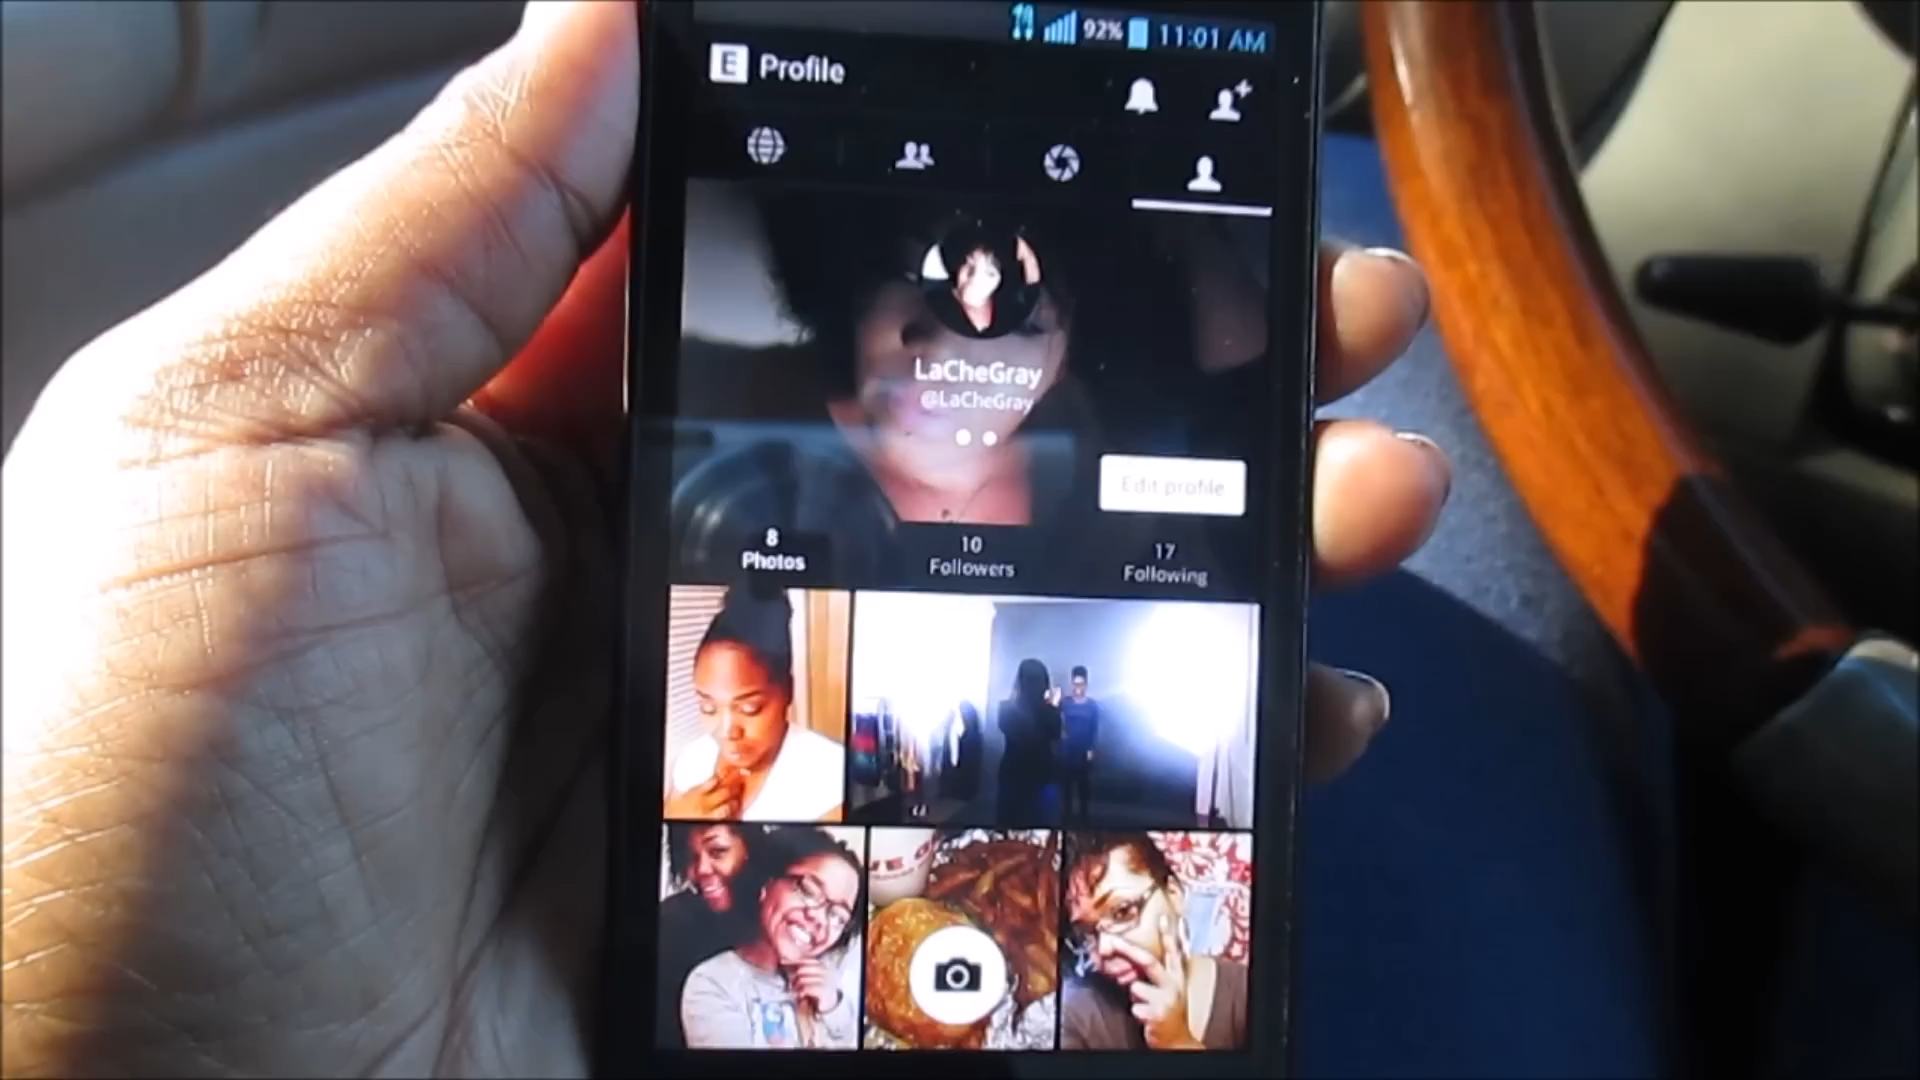 92% 11:01 AM
E Profile
LaCheGray
@LaCheGray
Edit profile
8
Photos
10
Followers
17
Following